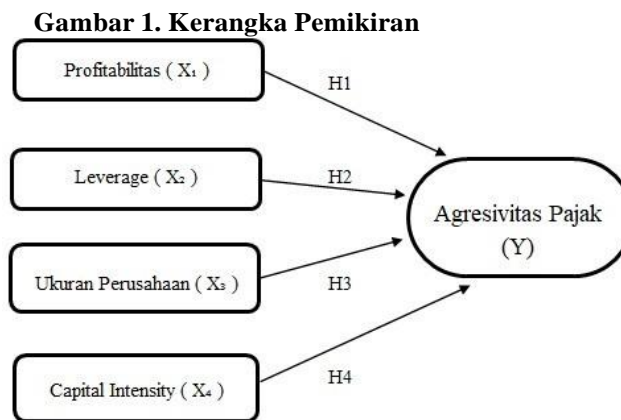 Gambar 1. Kerangka Pemikiran
Profitabilitas ( X₁ )
H1
Leverage ( X₂ )
H2
Agresivitas Pajak
(Y)
Ukuran Perusahaan ( X₃ )
H3
Capital Intensity ( X₄ )
H4